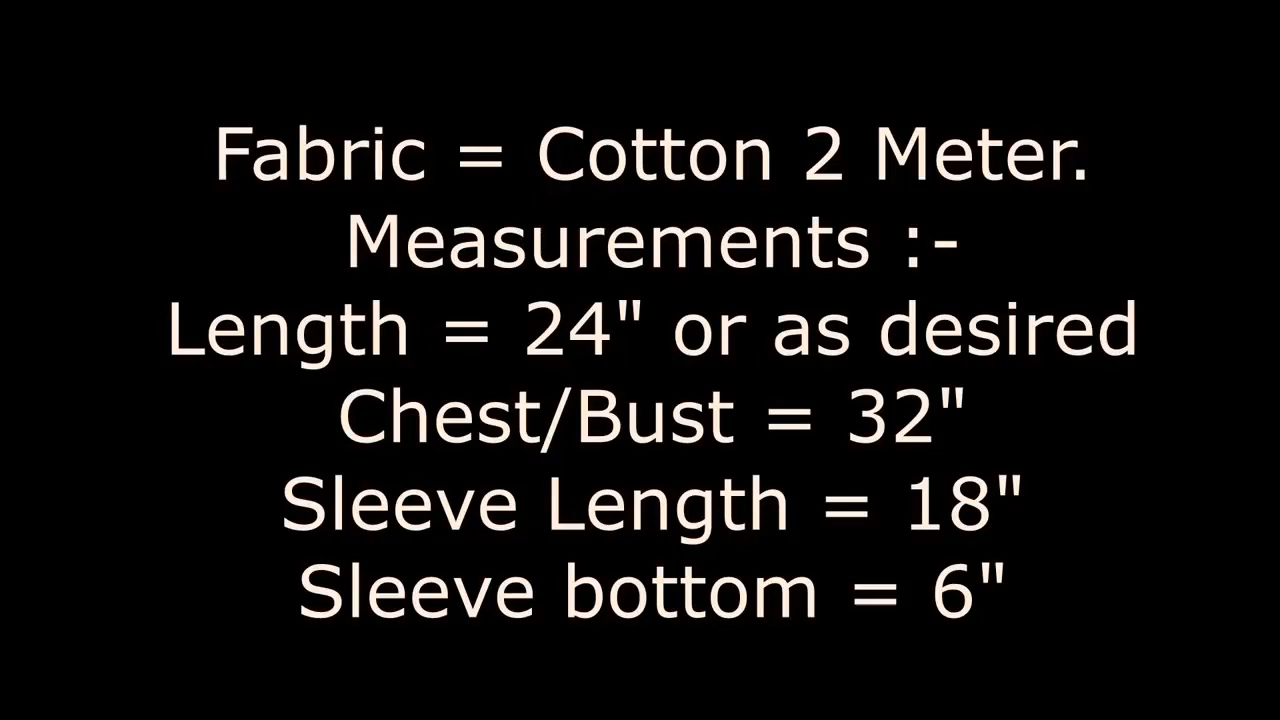 Fabric = Cotton 2 Meter.
Measurements :-
Length = 24" or as desired
Chest/Bust = 32"
Sleeve Length = 18"
Sleeve bottom = 6"